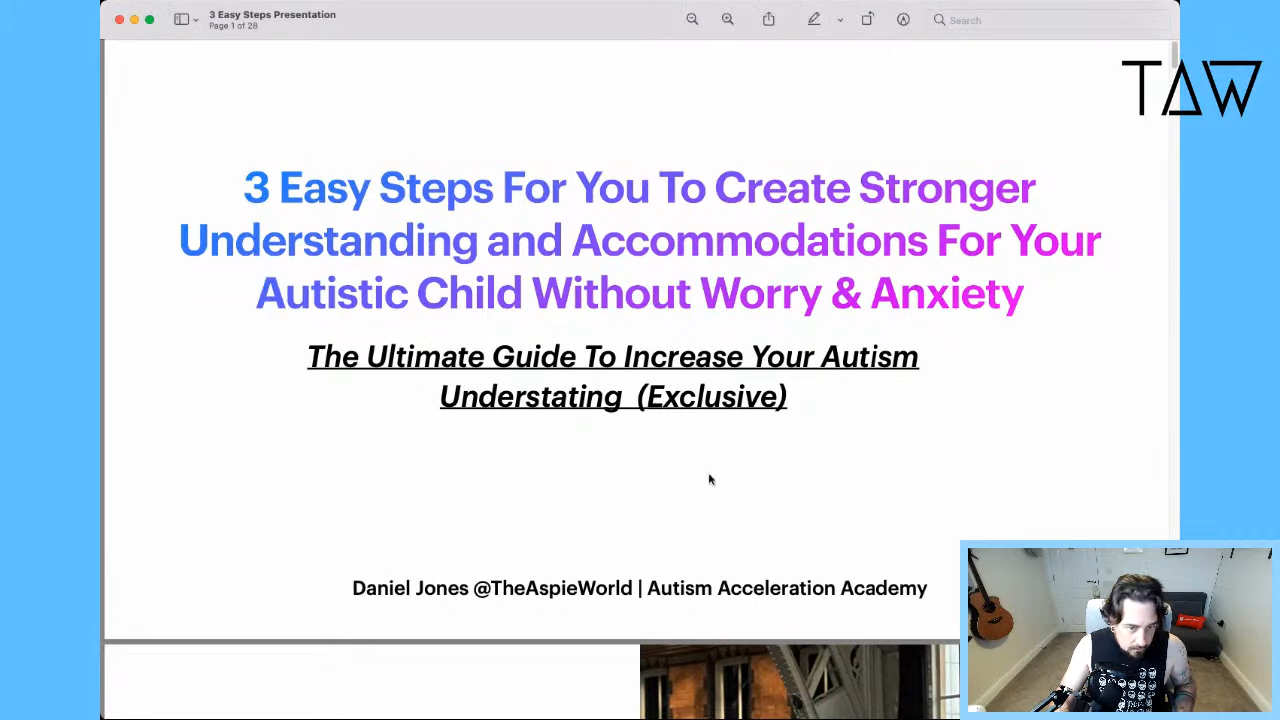 3 Easy Steps Presentation
Page 1 of 28
Search
TAW
3 Easy Steps For You To Create Stronger
Understanding and Accommodations For Your
Autistic Child Without Worry & Anxiety
The Ultimate Guide To Increase Your Autism
Understating (Exclusive)
Daniel Jones @TheAspieWorld | Autism Acceleration Academy